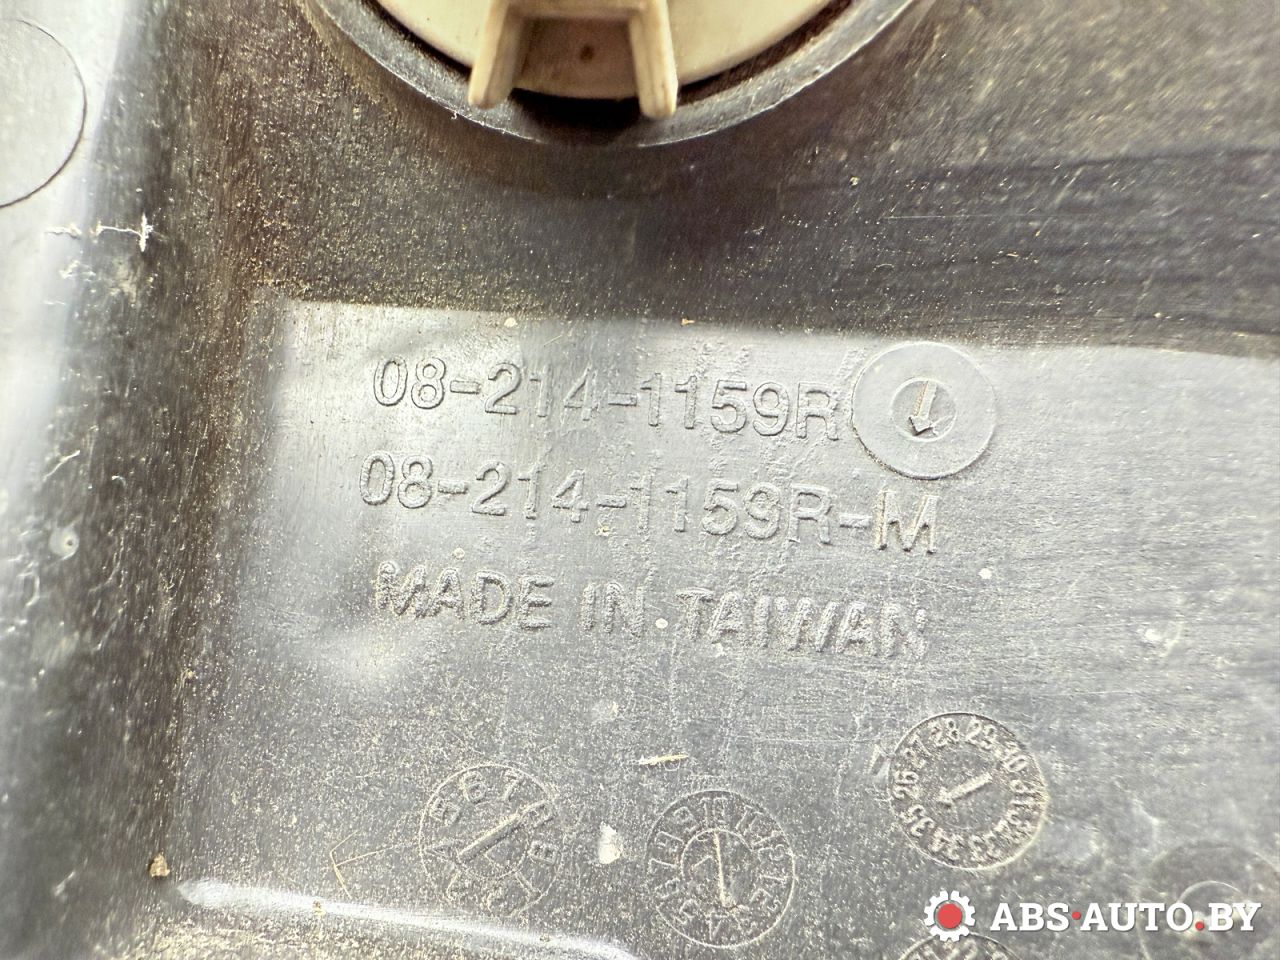 08-214-1159R
08-214-1159R-M
MADE IN TAIWAN
ABS-AUTO.BY